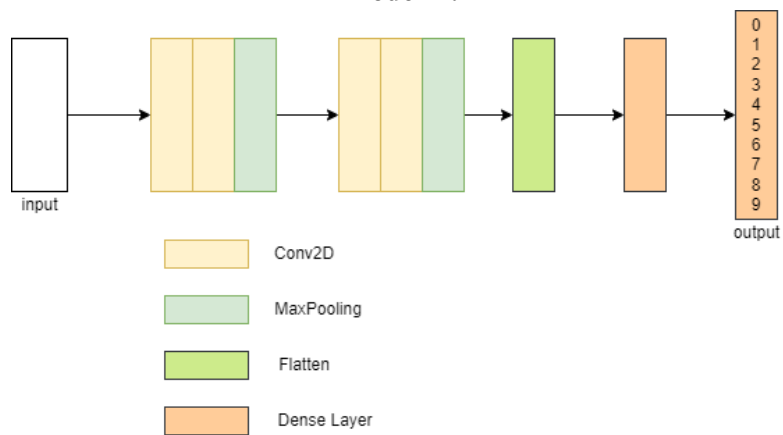 0
1
2
3
4
5
6
7
8
9
input
output
Conv2D
MaxPooling
Flatten
Dense Layer